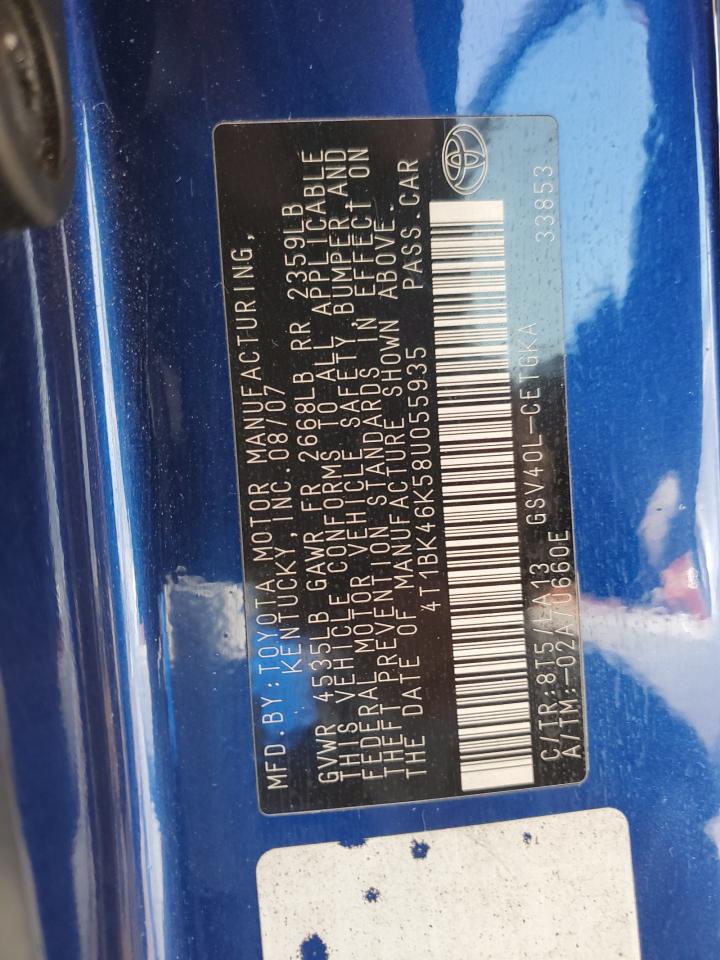 MFD.BY:TOYOTA MOTOR MANUFACTURING,
KENTUCKY,INC.08/07
GVWR 4535LB GAWR FR 2668LB RR 2359LB
THIS VEHICLE CONFORMS TO ALL APPLICABLE
FEDERAL MOTOR VEHICLE SAFETY,BUMPER,AND
THEFT PREVENTION STANDARDS IN EFFECT ON
THE DATE OF MANUFACTURE SHOWN ABOVE.
4T1BK46K58U055935 PASS.CAR
C/TR:8T5/LA13 GSV40L-CETGKA 33853
A/TM:-02A/U660E